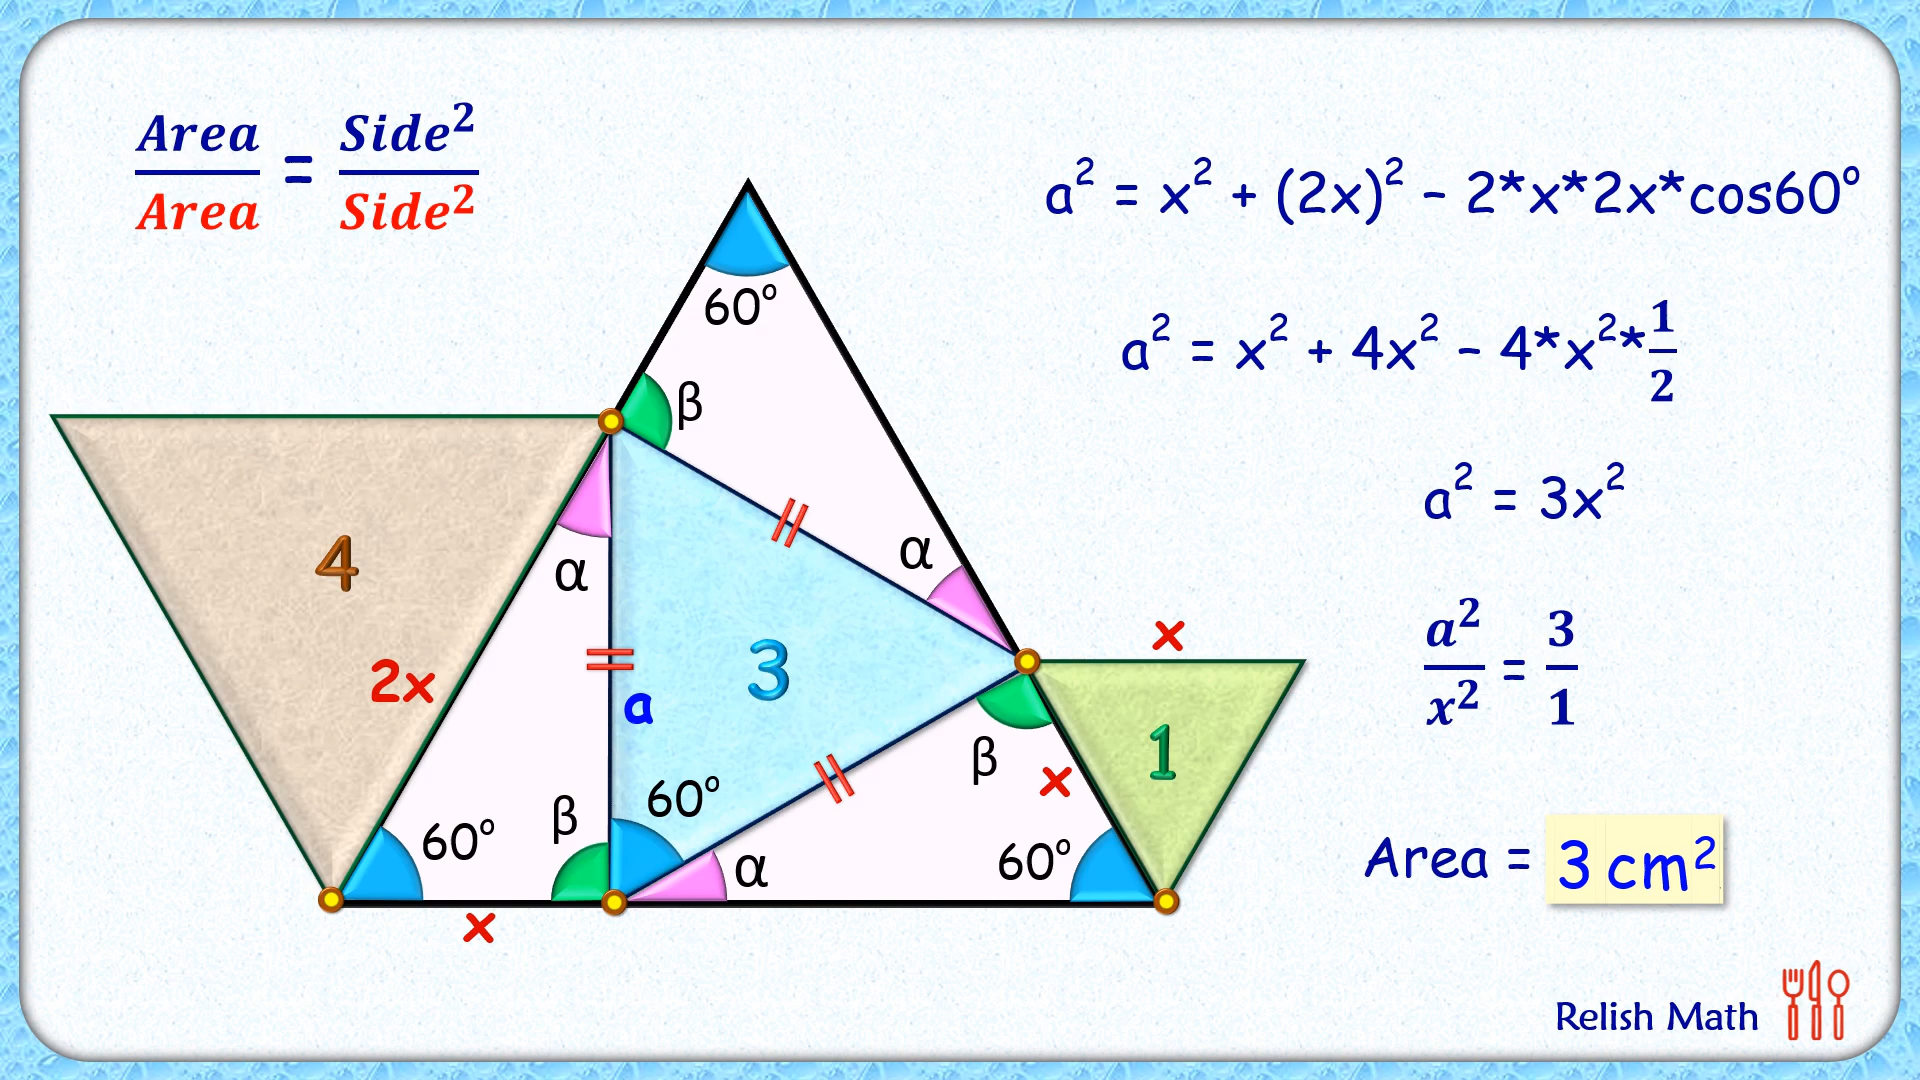 Area/Area = Side²/Side²
a² = x² + (2x)² - 2*x*2x*cos60°
a² = x² + 4x² - 4*x²*1/2
a² = 3x²
a²/x² = 3/1
Area = 3 cm²
60°
β
α
4
α
2x
3
a
x
1
β
x
60°
β
60°
α
60°
x
Relish Math